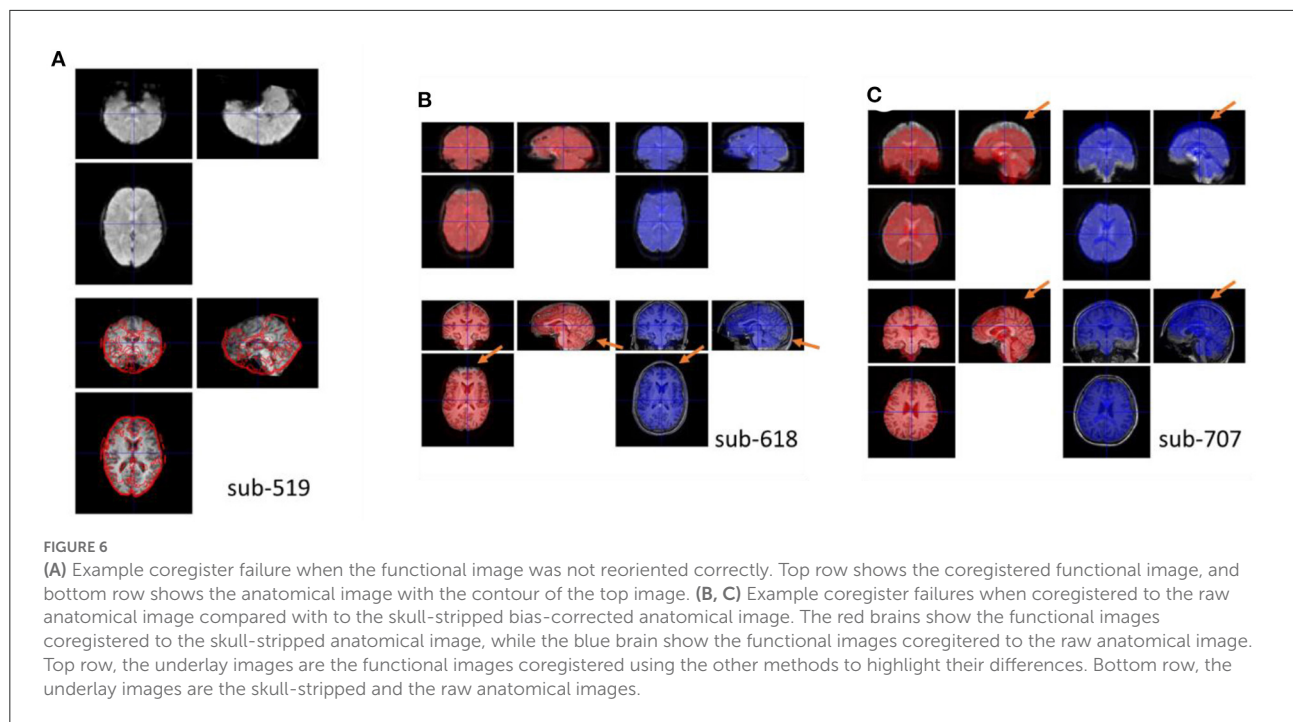 A
B
C
sub-519
sub-618
sub-707
FIGURE 6
(A) Example coregister failure when the functional image was not reoriented correctly. Top row shows the coregistered functional image, and
bottom row shows the anatomical image with the contour of the top image. (B, C) Example coregister failures when coregistered to the raw
anatomical image compared with to the skull-stripped bias-corrected anatomical image. The red brains show the functional images
coregistered to the skull-stripped anatomical image, while the blue brain show the functional images coregitered to the raw anatomical image.
Top row, the underlay images are the functional images coregistered using the other methods to highlight their differences. Bottom row, the
underlay images are the skull-stripped and the raw anatomical images.